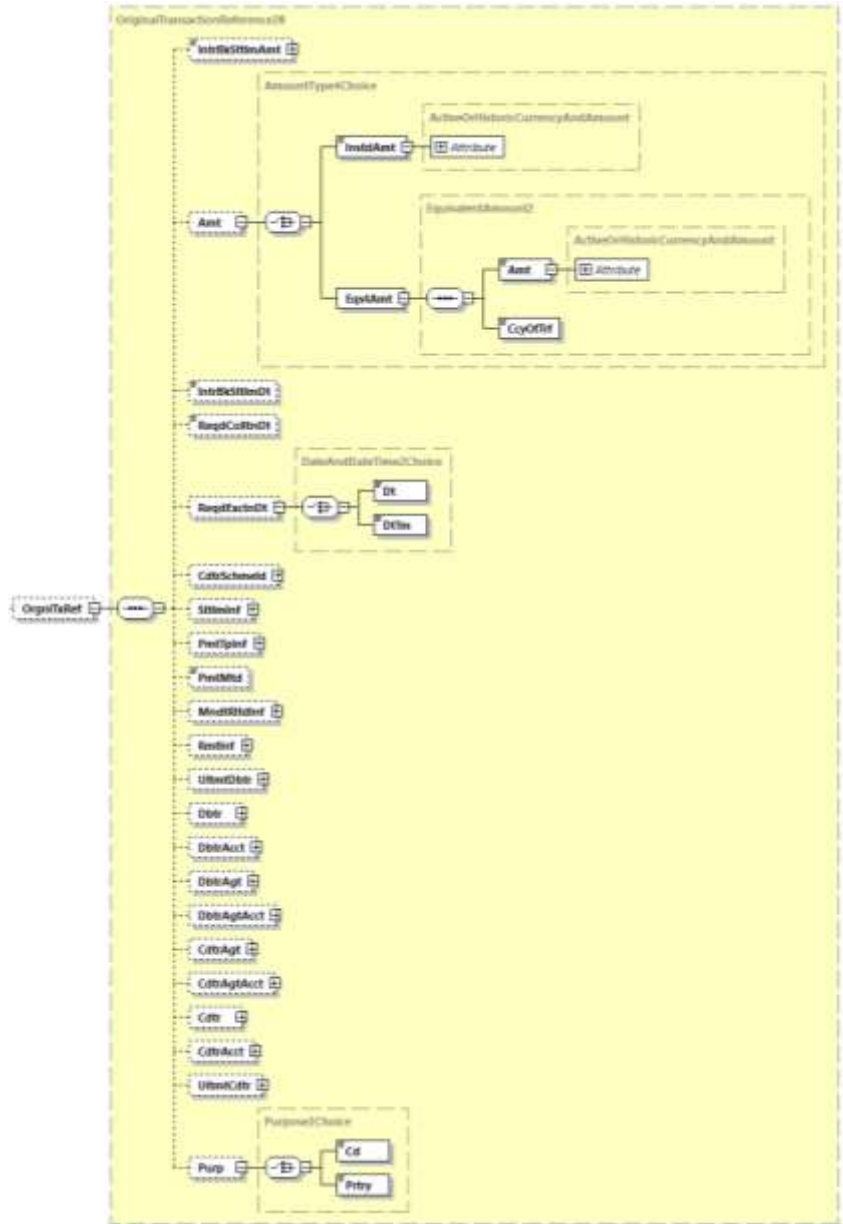 OriginalTransactionReference28
IntrBkSttlmAmt
AmountType4Choice
ActiveOrHistoricCurrencyAndAmount
InstdAmt
Attribute
EquivalentAmount2
ActiveOrHistoricCurrencyAndAmount
Amt
Amt
Attribute
EqvtAmt
CcyOfTrf
IntrBkSttlmDt
ReqdColltnDt
DateAndDateTime2Choice
Dt
ReqdExctnDt
DtTm
CdtrSchmeId
OrgnlTxRef
SttlmInf
PmtTpInf
PmtMtd
MndtRltdInf
RmtInf
UltmtDbtr
Dbtr
DbtrAcct
DbtrAgt
DbtrAgtAcct
CdtrAgt
CdtrAgtAcct
Cdtr
CdtrAcct
UltmtCdtr
Purpose2Choice
Cd
Purp
Prtry